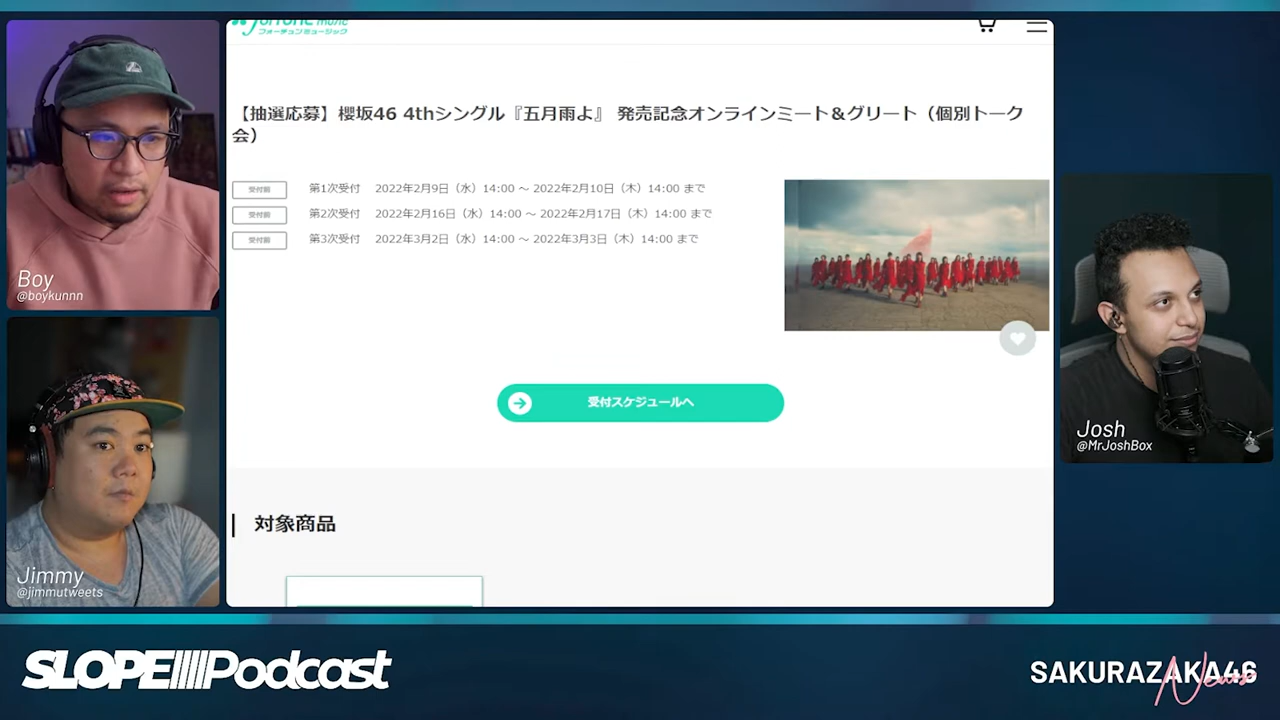 フォーチュンミュージック
【抽選応募】櫻坂46 4thシングル『五月雨よ』 発売記念オンラインミート&グリート（個別トーク
会）
受付前 第1次受付 2022年2月9日（水）14:00 ～ 2022年2月10日（木）14:00 まで
受付前 第2次受付 2022年2月16日（水）14:00 ～ 2022年2月17日（木）14:00 まで
受付前 第3次受付 2022年3月2日（水）14:00 ～ 2022年3月3日（木）14:00 まで
受付スケジュールへ
対象商品
Boy
@boykunnn
Jimmy
@jimmutweets
Josh
@MrJoshBox
SLOPE Podcast
SAKURAZAKA46
News